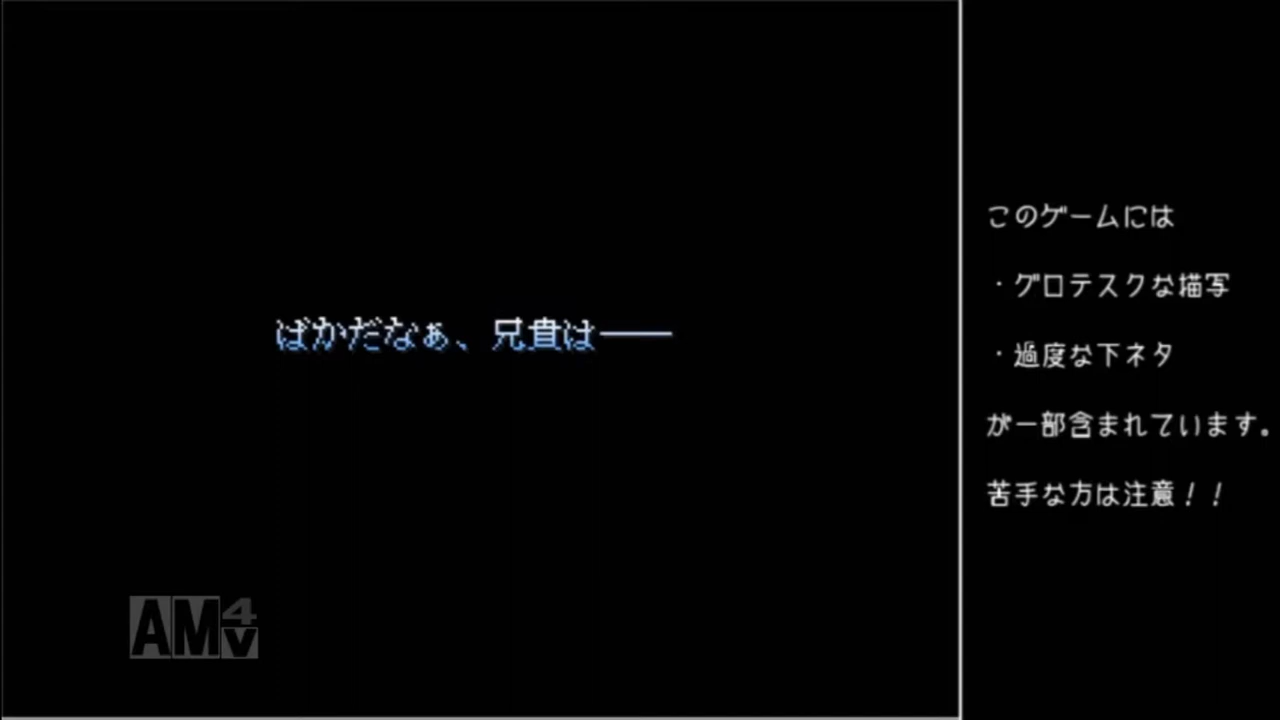 ばかだなぁ、兄貴は――
このゲームには
・グロテスクな描写
・過度な下ネタ
が一部含まれています。
苦手な方は注意！！
AM4v